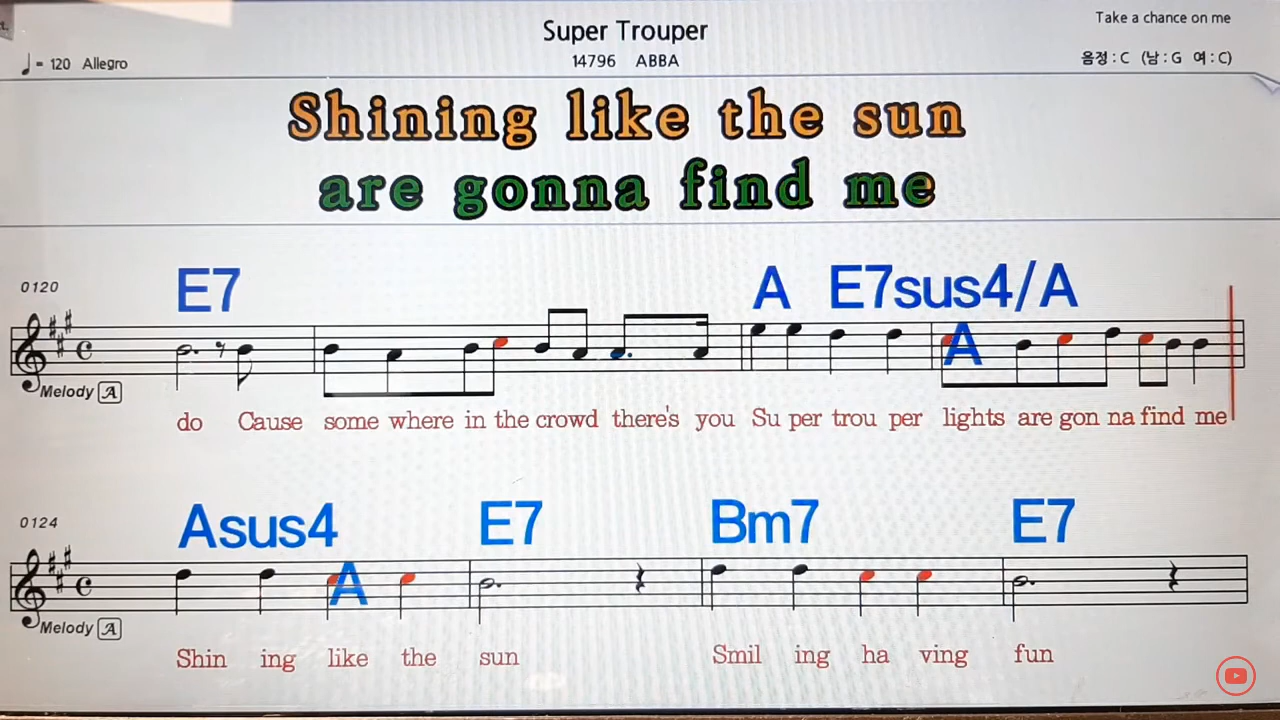 Super Trouper
Take a chance on me
= 120 Allegro
14796 ABBA
음정 : C (남 : G 여 : C)
Shining like the sun
are gonna find me
0120
E7 A E7sus4/A
A
Melody A
do Cause some where in the crowd there's you Su per trou per lights are gon na find me
0124
Asus4 E7 Bm7 E7
A
Melody A
Shin ing like the sun Smil ing ha ving fun